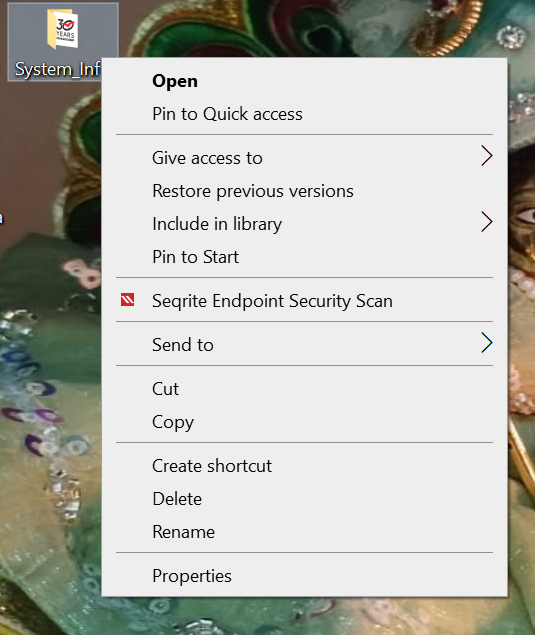 30
YEARS
System_Inf
Open
Pin to Quick access
Give access to
Restore previous versions
Include in library
Pin to Start
Seqrite Endpoint Security Scan
Send to
Cut
Copy
Create shortcut
Delete
Rename
Properties